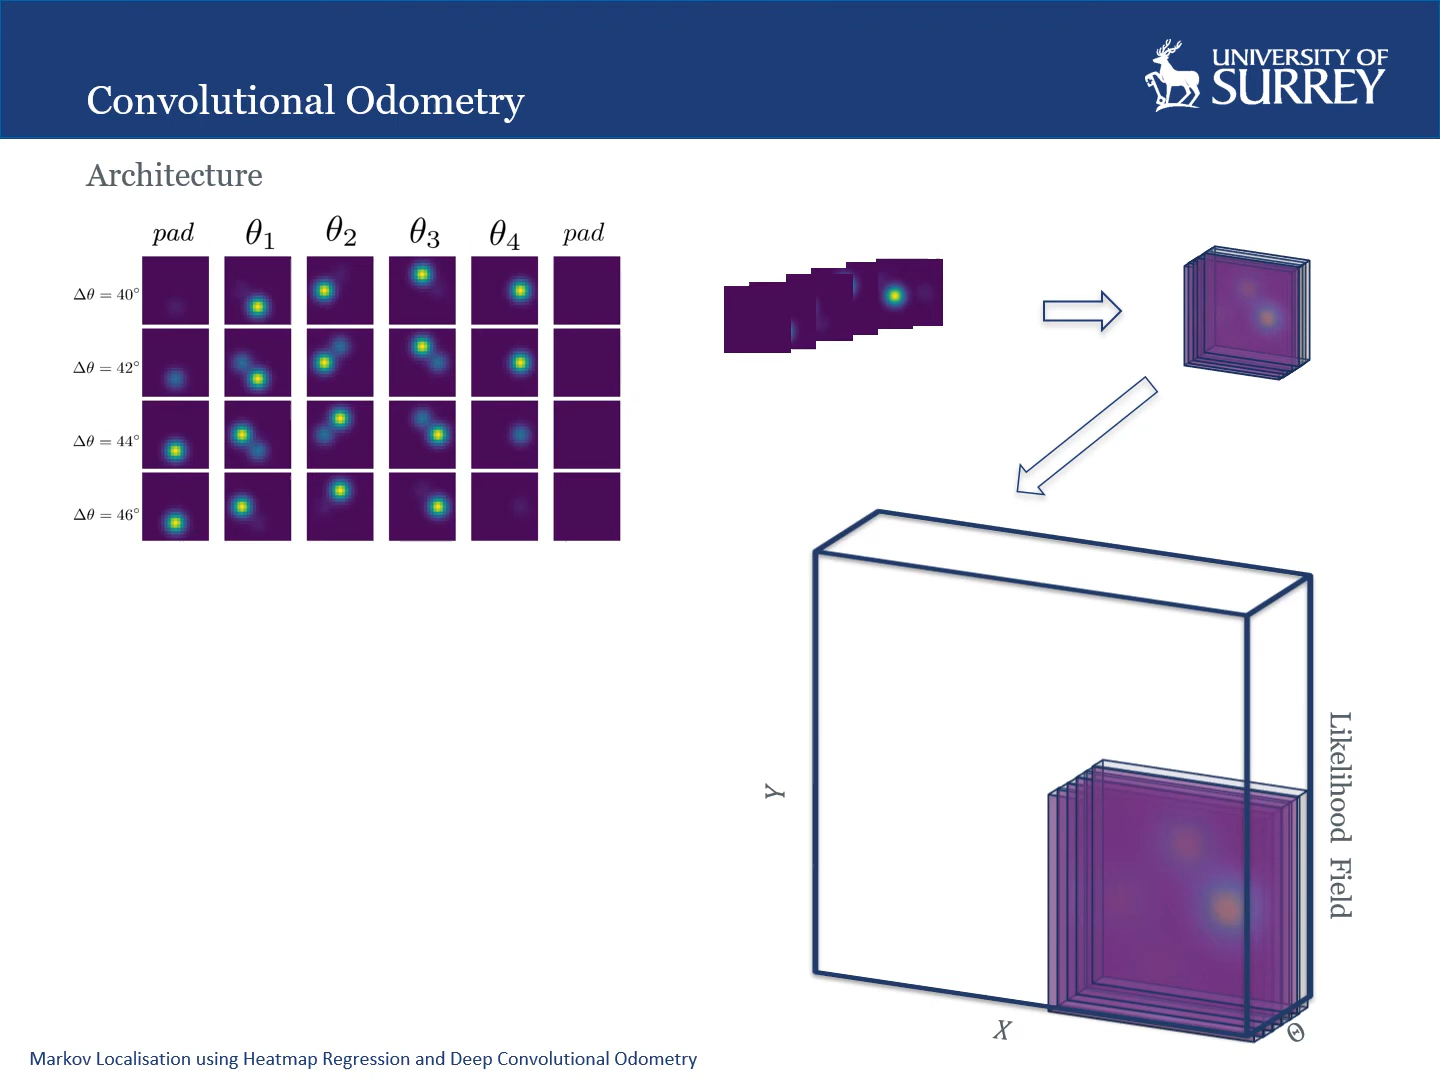 Convolutional Odometry
UNIVERSITY OF
SURREY
Architecture
pad θ₁ θ₂ θ₃ θ₄ pad
Δθ = 40°
Δθ = 42°
Δθ = 44°
Δθ = 46°
Y
X
Θ
Likelihood Field
Markov Localisation using Heatmap Regression and Deep Convolutional Odometry